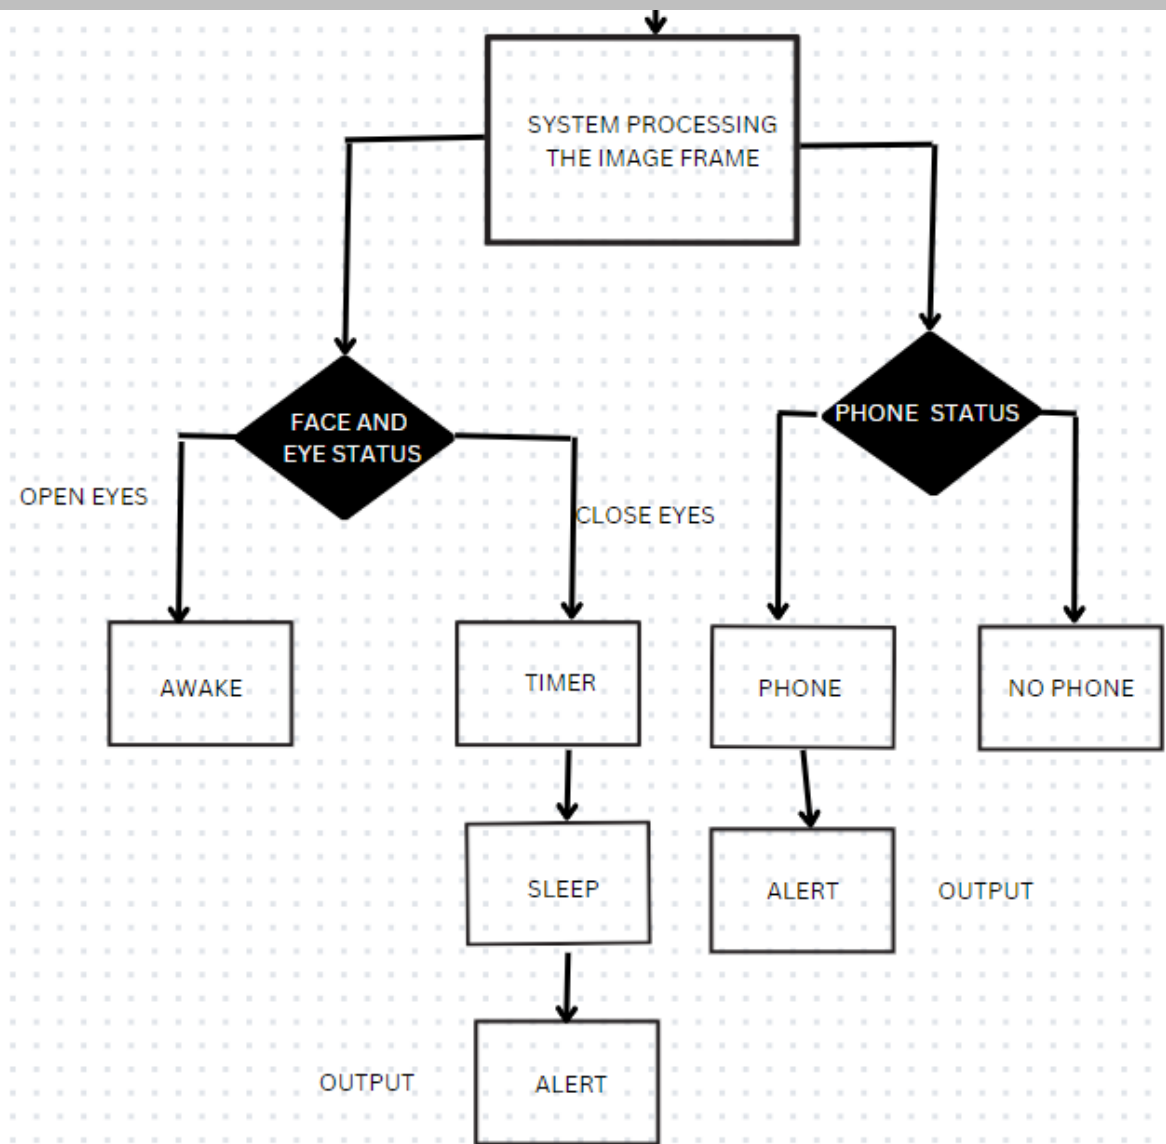 SYSTEM PROCESSING
THE IMAGE FRAME
FACE AND
EYE STATUS
PHONE STATUS
OPEN EYES
CLOSE EYES
AWAKE
TIMER
PHONE
NO PHONE
SLEEP
ALERT
OUTPUT
OUTPUT
ALERT